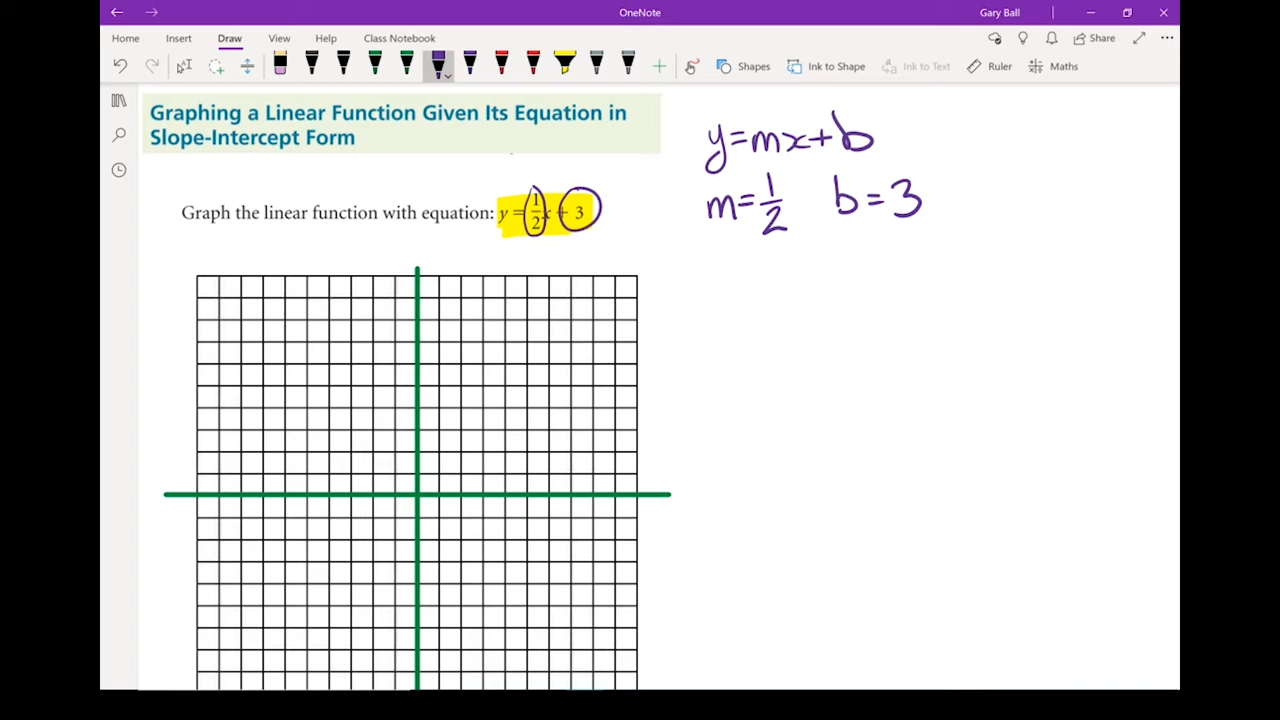 OneNote
Gary Ball
Home Insert Draw View Help Class Notebook
Share
Shapes Ink to Shape Ink to Text Ruler Maths
Graphing a Linear Function Given Its Equation in
Slope-Intercept Form
y=mx+b
m=1/2 b=3
Graph the linear function with equation: y = 1/2 x + 3